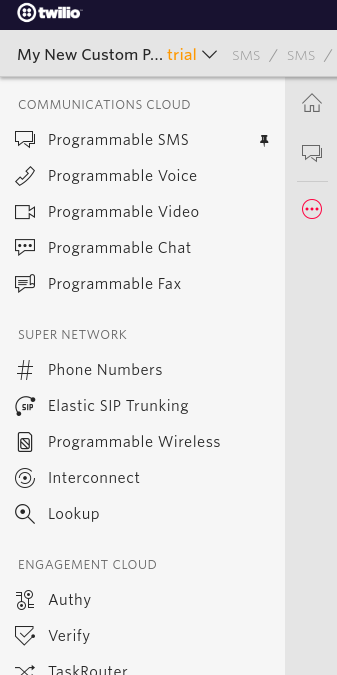 twilio
My New Custom P... trial SMS / SMS /
COMMUNICATIONS CLOUD
Programmable SMS
Programmable Voice
Programmable Video
Programmable Chat
Programmable Fax
SUPER NETWORK
# Phone Numbers
SIP Elastic SIP Trunking
Programmable Wireless
Interconnect
Lookup
ENGAGEMENT CLOUD
Authy
Verify
TaskRouter